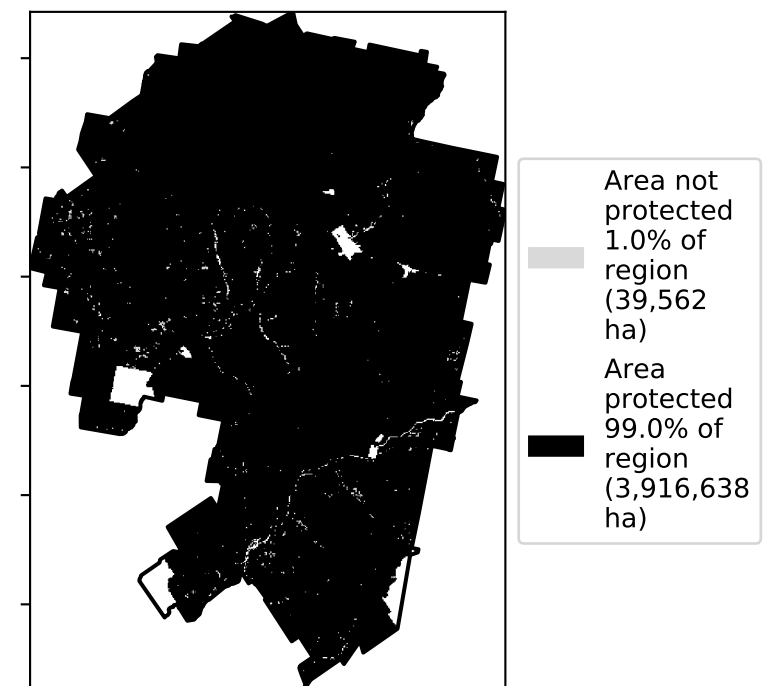 Area not
protected
1.0% of
region
(39,562
ha)
Area
protected
99.0% of
region
(3,916,638
ha)